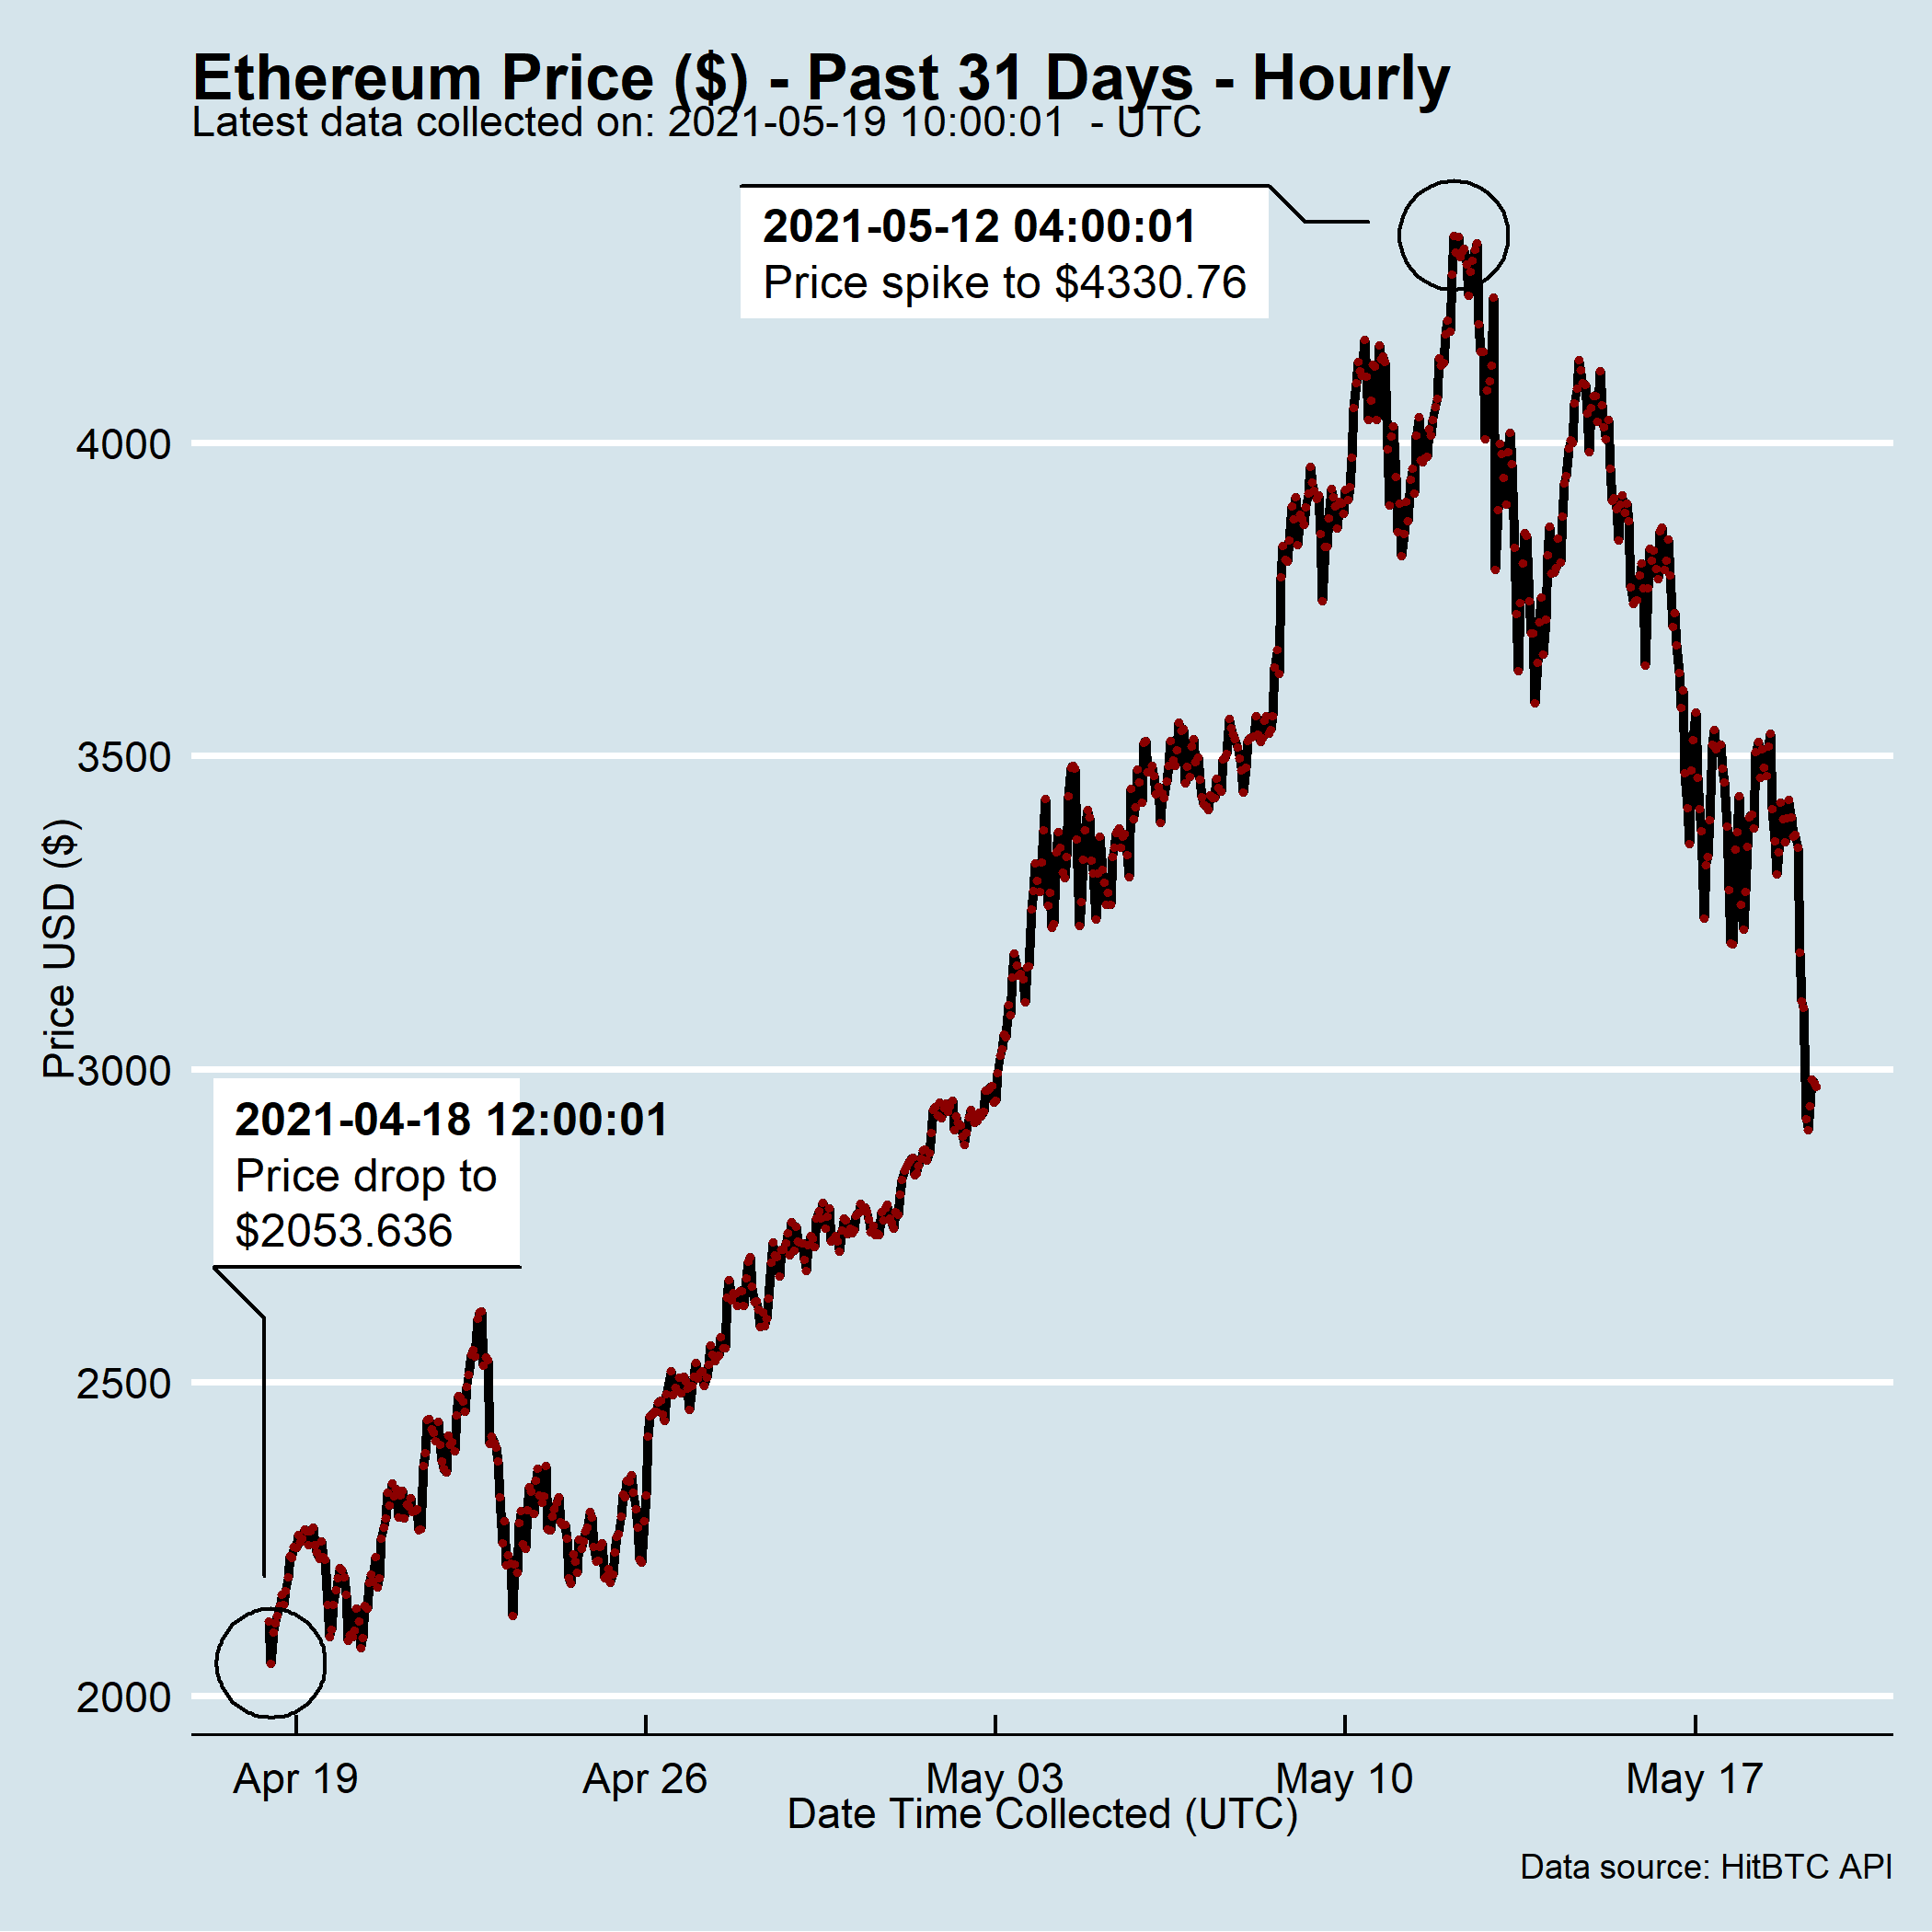 Ethereum Price ($) - Past 31 Days - Hourly
Latest data collected on: 2021-05-19 10:00:01  - UTC
2021-05-12 04:00:01
Price spike to $4330.76
4000
3500
3000
2500
2000
Price USD ($)
2021-04-18 12:00:01
Price drop to
$2053.636
Apr 19
Apr 26
May 03
May 10
May 17
Date Time Collected (UTC)
Data source: HitBTC API